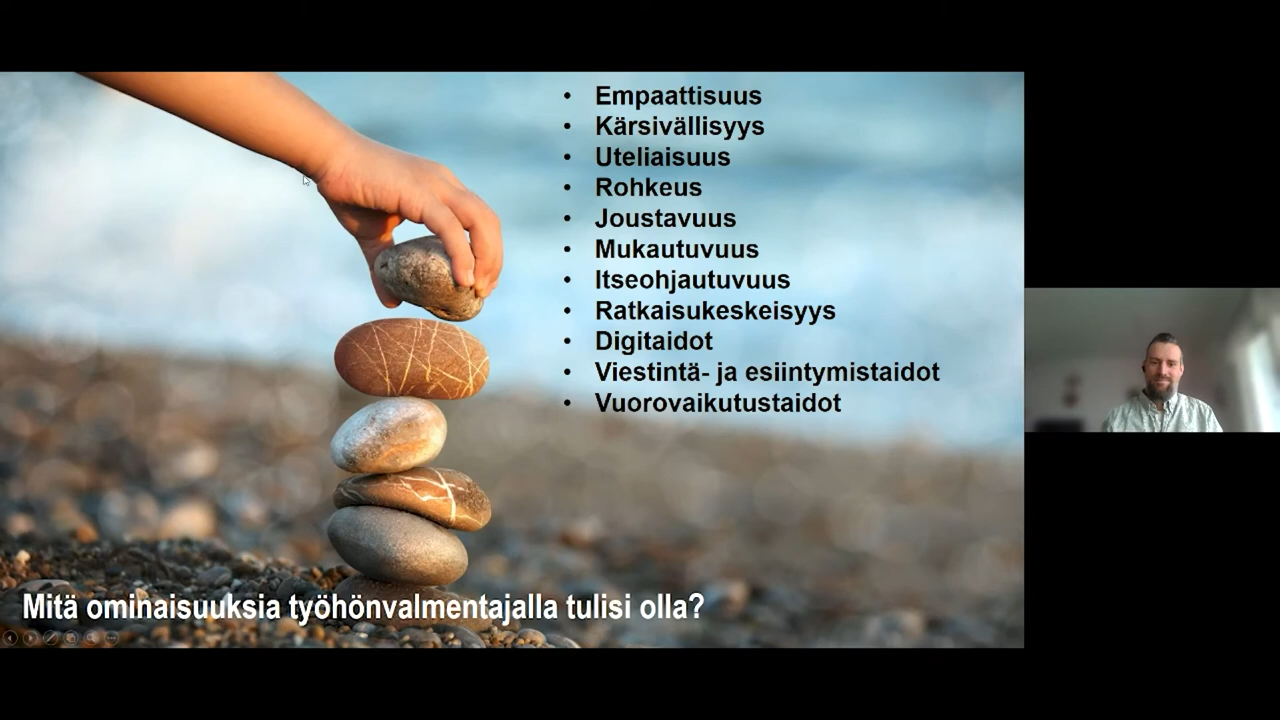 • Empaattisuus
• Kärsivällisyys
• Uteliaisuus
• Rohkeus
• Joustavuus
• Mukautuvuus
• Itseohjautuvuus
• Ratkaisukeskeisyys
• Digitaidot
• Viestintä- ja esiintymistaidot
• Vuorovaikutustaidot
Mitä ominaisuuksia työhönvalmentajalla tulisi olla?